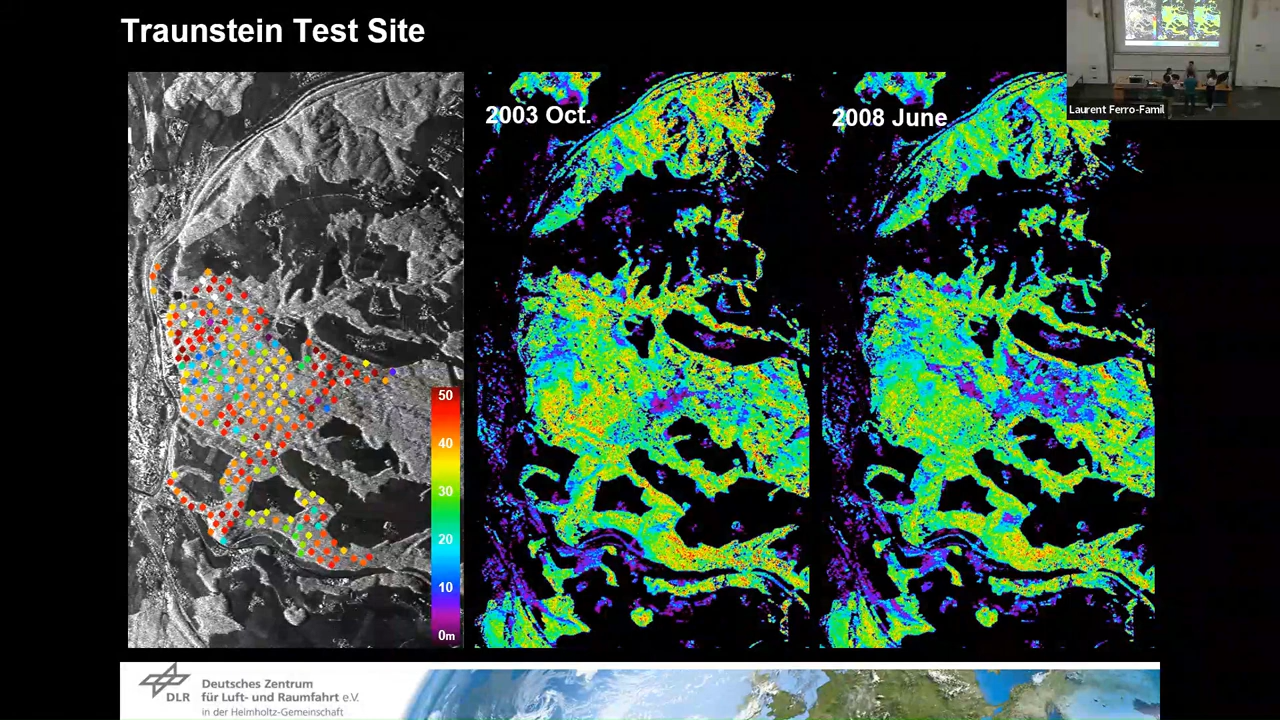 Traunstein Test Site
2003 Oct.
2008 June
Laurent Ferro-Famil
50
40
30
20
10
0m
DLR
Deutsches Zentrum
für Luft- und Raumfahrt e.V.
in der Helmholtz-Gemeinschaft